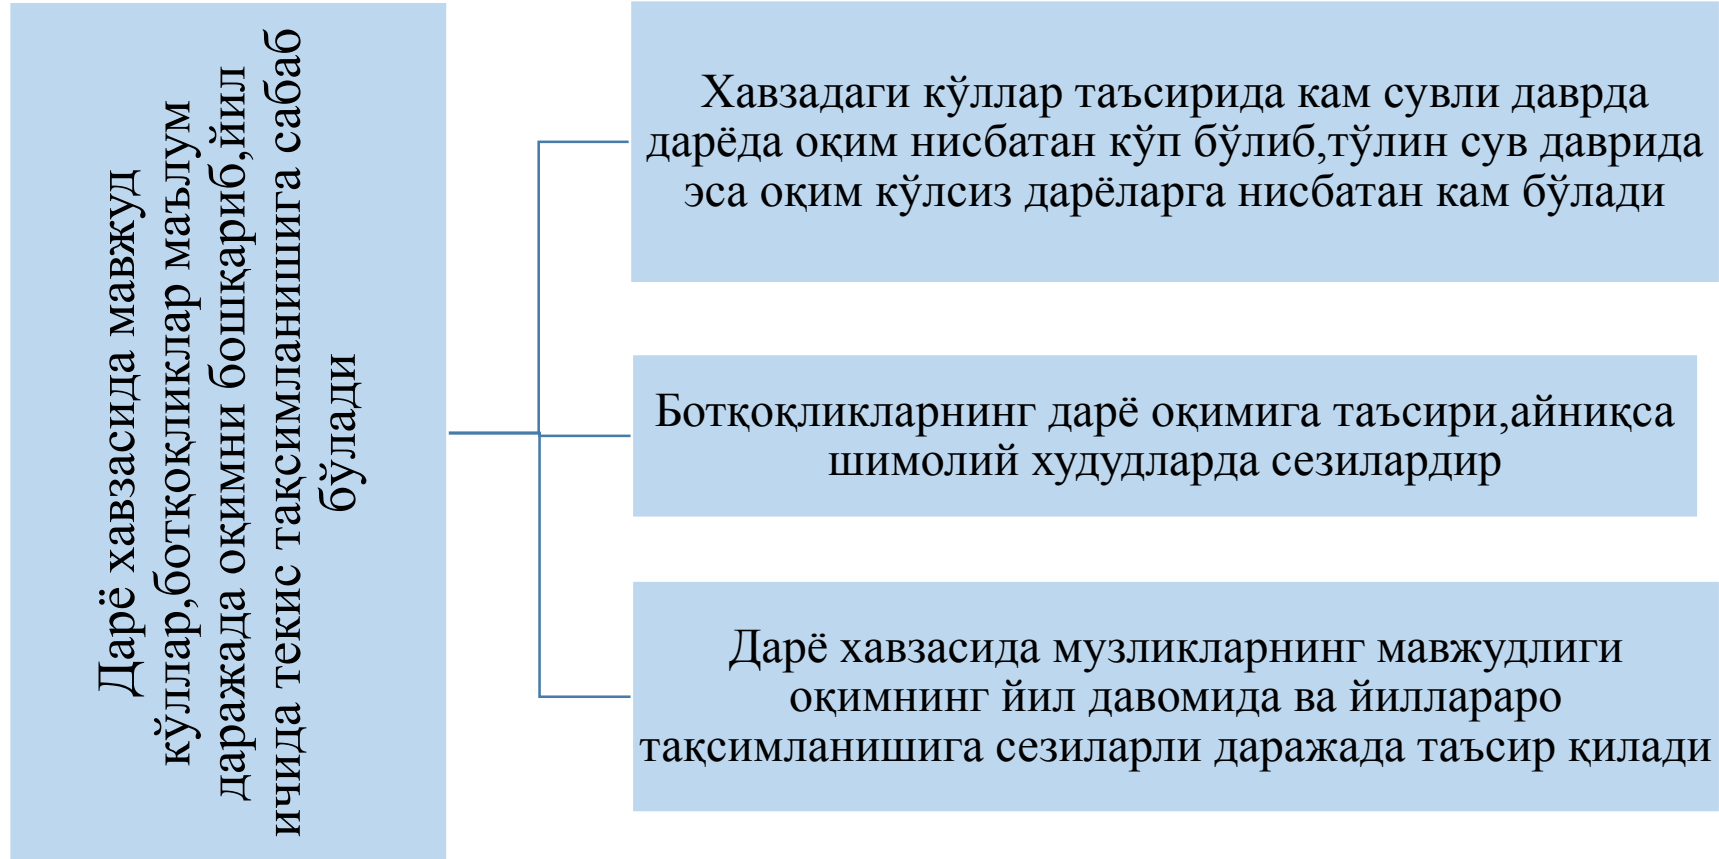 Дарё хавзасида мавжуд
кўллар,ботқоқликлар маълум
даражада оқимни бошқариб,йил
ичида текис тақсимланишига сабаб
бўлади
Хавзадаги кўллар таъсирида кам сувли даврда
дарёда оқим нисбатан кўп бўлиб,тўлин сув даврида
эса оқим кўлсиз дарёларга нисбатан кам бўлади
Ботқоқликларнинг дарё оқимига таъсири,айниқса
шимолий худудларда сезилардир
Дарё хавзасида музликларнинг мавжудлиги
оқимнинг йил давомида ва йиллараро
тақсимланишига сезиларли даражада таъсир қилади